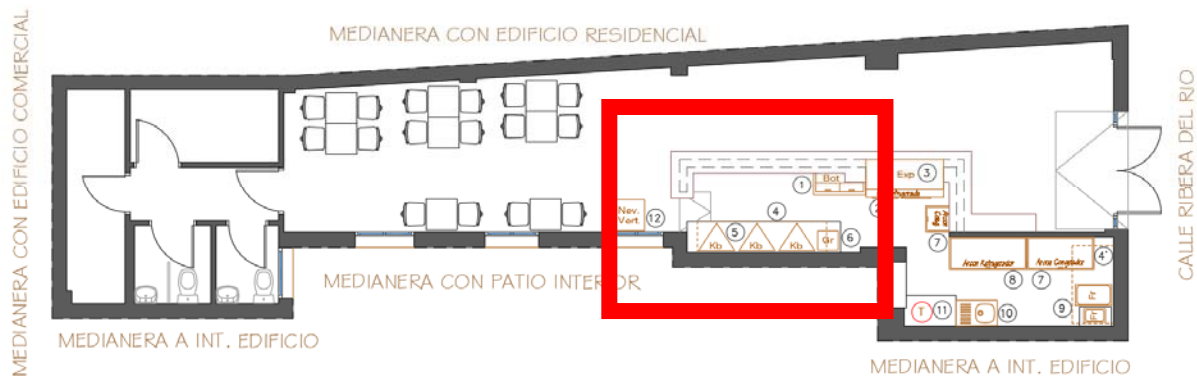 MEDIANERA CON EDIFICIO COMERCIAL
MEDIANERA CON EDIFICIO RESIDENCIAL
CALLE RIBERA DEL RIO
Bot
1
Exp
3
2
Nev.
Vert.
12
4
5
Kb
Kb
Kb
Gr
6
7
Arcon Refrigerador
Arcon Congelador
4'
8
7
Fr
Fr
9
T
11
10
MEDIANERA CON PATIO INTERIOR
MEDIANERA A INT. EDIFICIO
MEDIANERA A INT. EDIFICIO